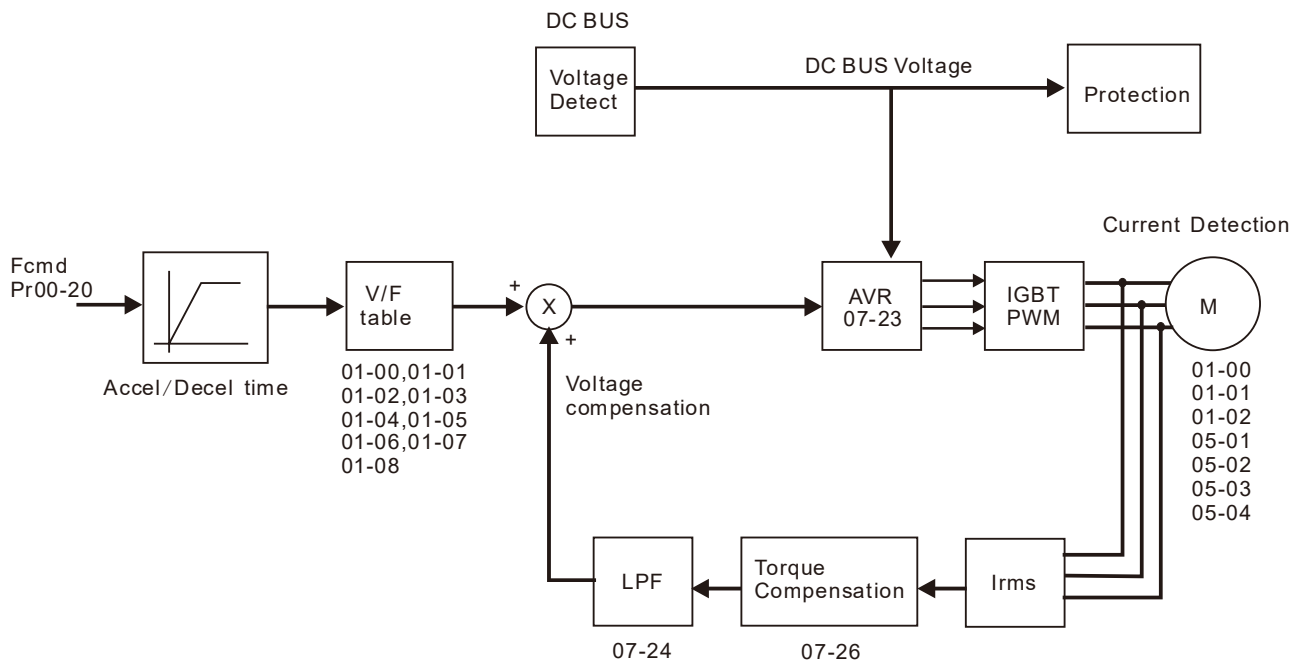 DC BUS
Voltage
Detect
DC BUS Voltage
Protection
Current Detection
Fcmd
Pr00-20
Accel/Decel time
V/F
table
01-00,01-01
01-02,01-03
01-04,01-05
01-06,01-07
01-08
+
X
+
Voltage
compensation
AVR
07-23
IGBT
PWM
M
01-00
01-01
01-02
05-01
05-02
05-03
05-04
LPF
07-24
Torque
Compensation
07-26
Irms